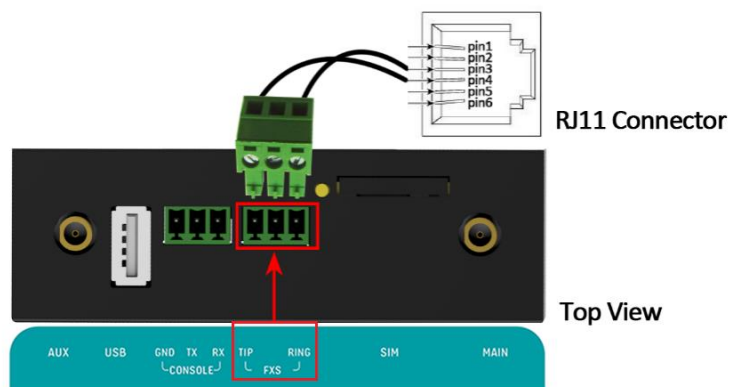 pin1
pin2
pin3
pin4
pin5
pin6
RJ11 Connector
Top View
AUX USB GND TX RX TIP RING SIM MAIN
CONSOLE FXS